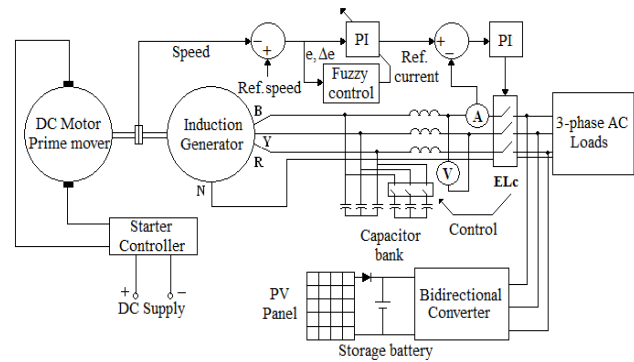 Speed
−
+
Ref. speed
e, Δe
PI
Fuzzy
control
Ref.
current
+
−
PI
DC Motor
Prime mover
Induction
Generator
B
Y
R
N
A
V
ELc
3-phase AC
Loads
Starter
Controller
+ −
DC Supply
Capacitor
bank
Control
PV
Panel
Bidirectional
Converter
Storage battery